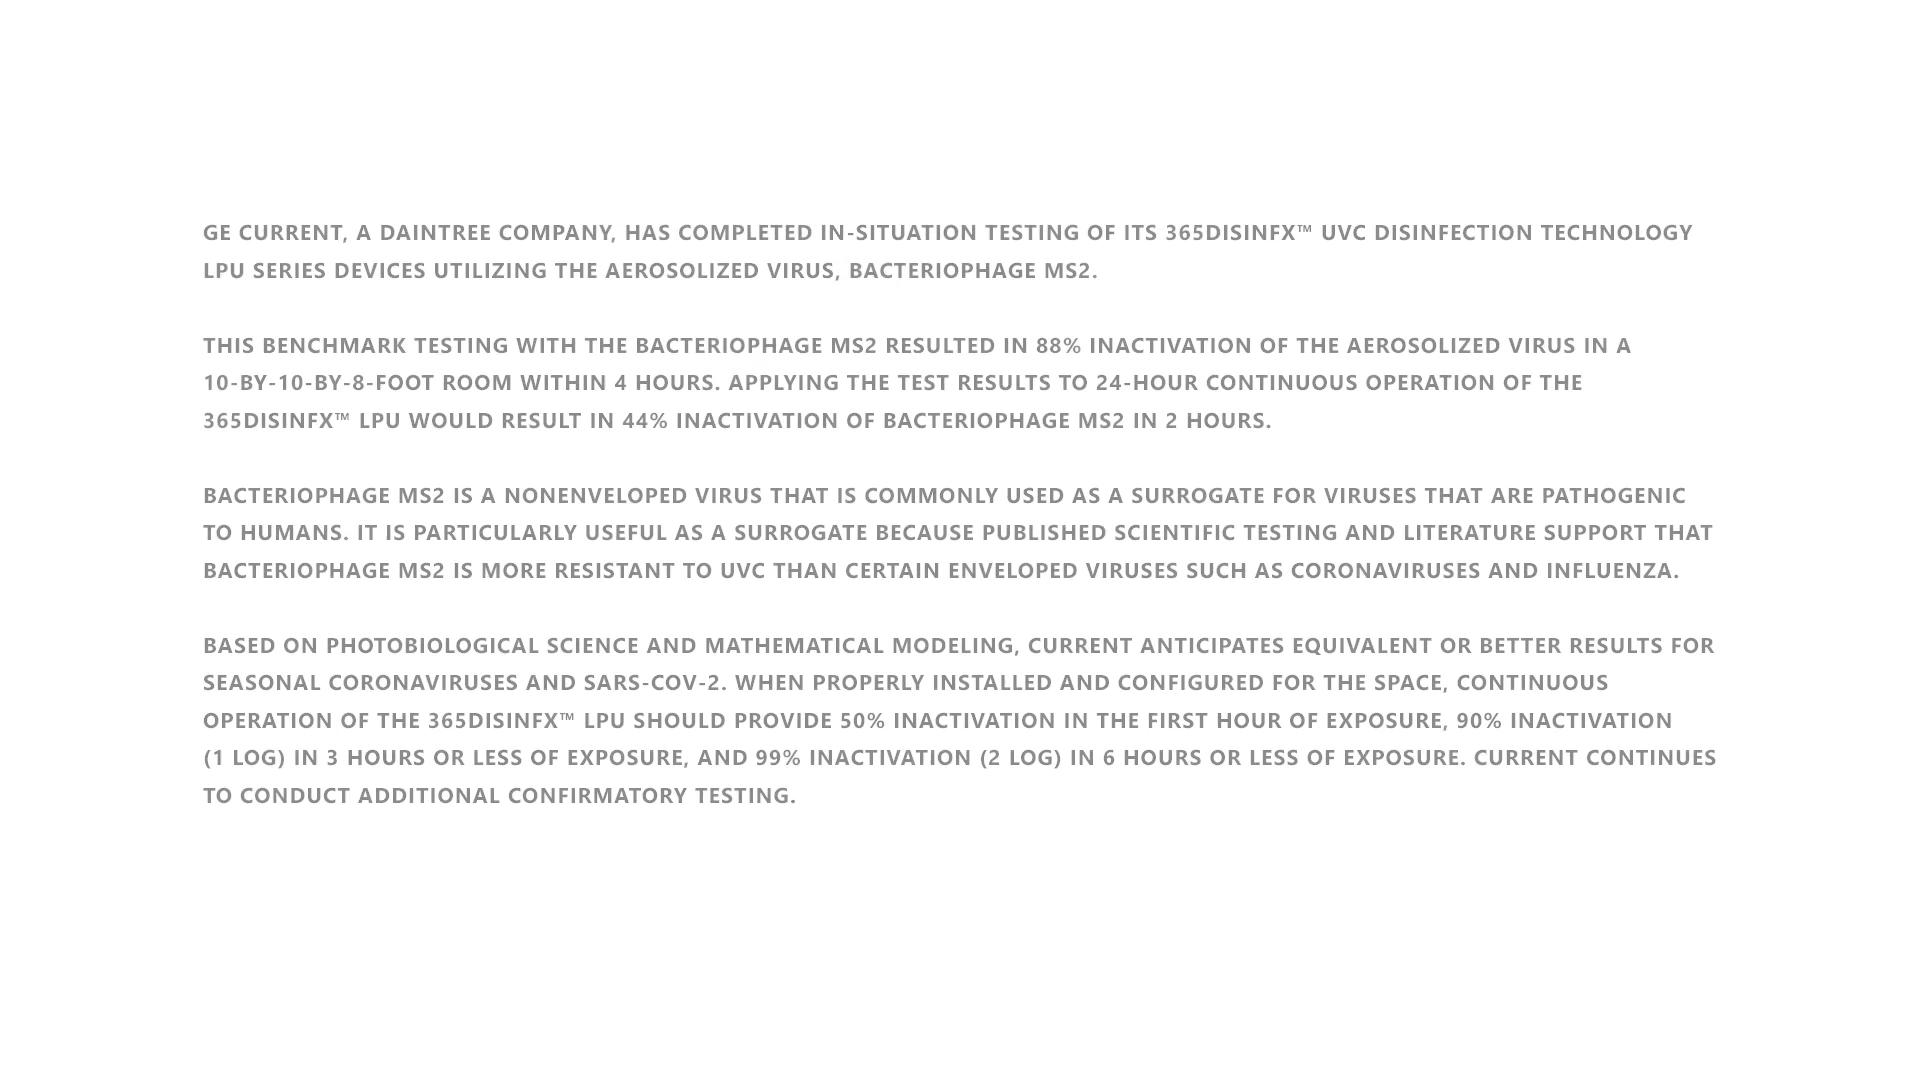 GE CURRENT, A DAINTREE COMPANY, HAS COMPLETED IN-SITUATION TESTING OF ITS 365DISINFX™ UVC DISINFECTION TECHNOLOGY
LPU SERIES DEVICES UTILIZING THE AEROSOLIZED VIRUS, BACTERIOPHAGE MS2.
THIS BENCHMARK TESTING WITH THE BACTERIOPHAGE MS2 RESULTED IN 88% INACTIVATION OF THE AEROSOLIZED VIRUS IN A
10-BY-10-BY-8-FOOT ROOM WITHIN 4 HOURS. APPLYING THE TEST RESULTS TO 24-HOUR CONTINUOUS OPERATION OF THE
365DISINFX™ LPU WOULD RESULT IN 44% INACTIVATION OF BACTERIOPHAGE MS2 IN 2 HOURS.
BACTERIOPHAGE MS2 IS A NONENVELOPED VIRUS THAT IS COMMONLY USED AS A SURROGATE FOR VIRUSES THAT ARE PATHOGENIC
TO HUMANS. IT IS PARTICULARLY USEFUL AS A SURROGATE BECAUSE PUBLISHED SCIENTIFIC TESTING AND LITERATURE SUPPORT THAT
BACTERIOPHAGE MS2 IS MORE RESISTANT TO UVC THAN CERTAIN ENVELOPED VIRUSES SUCH AS CORONAVIRUSES AND INFLUENZA.
BASED ON PHOTOBIOLOGICAL SCIENCE AND MATHEMATICAL MODELING, CURRENT ANTICIPATES EQUIVALENT OR BETTER RESULTS FOR
SEASONAL CORONAVIRUSES AND SARS-COV-2. WHEN PROPERLY INSTALLED AND CONFIGURED FOR THE SPACE, CONTINUOUS
OPERATION OF THE 365DISINFX™ LPU SHOULD PROVIDE 50% INACTIVATION IN THE FIRST HOUR OF EXPOSURE, 90% INACTIVATION
(1 LOG) IN 3 HOURS OR LESS OF EXPOSURE, AND 99% INACTIVATION (2 LOG) IN 6 HOURS OR LESS OF EXPOSURE. CURRENT CONTINUES
TO CONDUCT ADDITIONAL CONFIRMATORY TESTING.